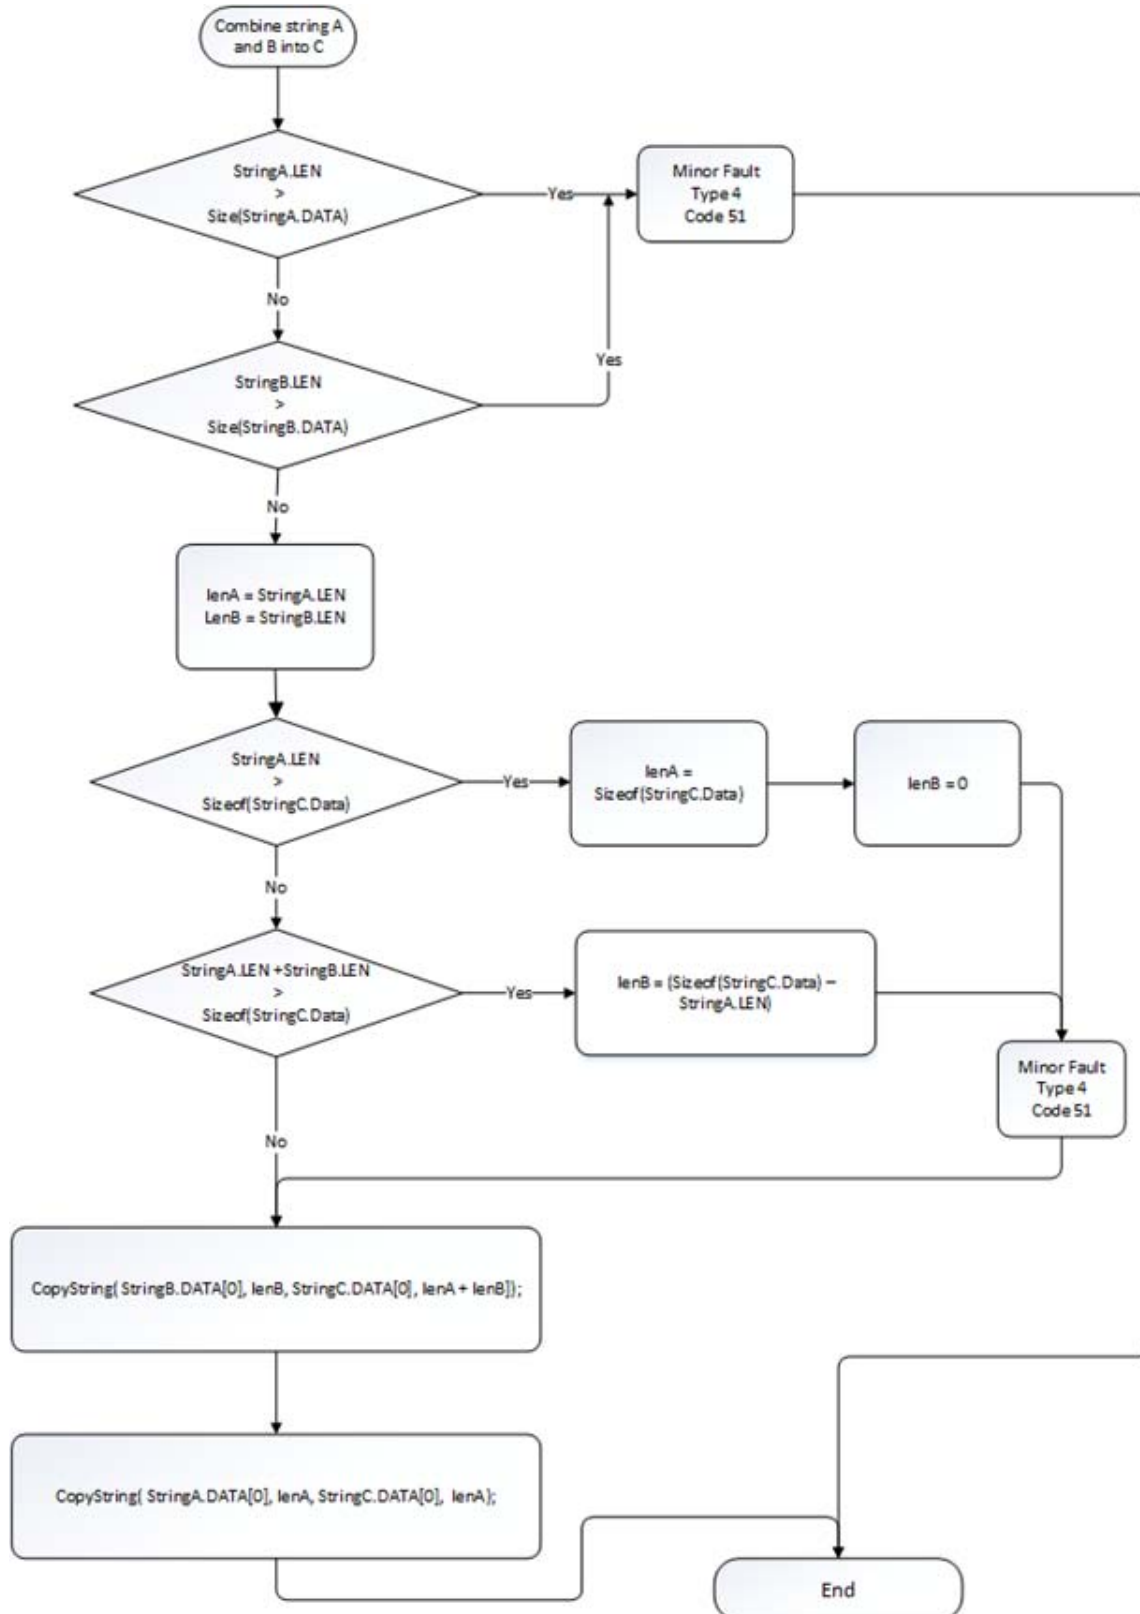 Combine string A
and B into C
StringA.LEN
>
Size(StringA.DATA)
Yes
Minor Fault
Type 4
Code 51
No
StringB.LEN
>
Size(StringB.DATA)
Yes
No
lenA = StringA.LEN
LenB = StringB.LEN
StringA.LEN
>
Sizeof(StringC.Data)
Yes
lenA =
Sizeof(StringC.Data)
lenB = 0
No
StringA.LEN +StringB.LEN
>
Sizeof(StringC.Data)
Yes
lenB = (Sizeof(StringC.Data) –
StringA.LEN)
Minor Fault
Type 4
Code 51
No
CopyString( StringB.DATA[0], lenB, StringC.DATA[0], lenA + lenB]);
CopyString( StringA.DATA[0], lenA, StringC.DATA[0], lenA);
End